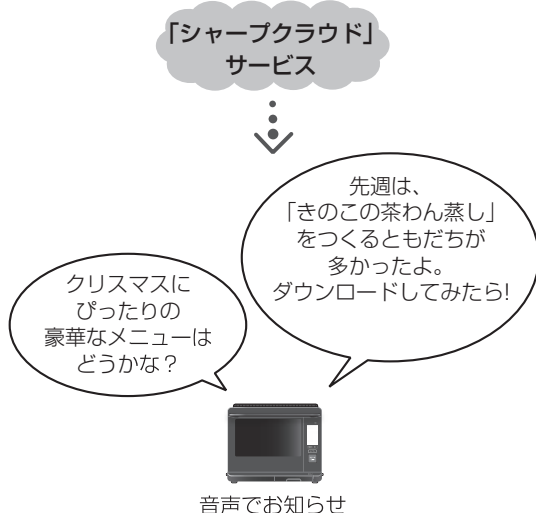 「シャープクラウド」
サービス
先週は、
「きのこの茶わん蒸し」
をつくるともだちが
多かったよ。
ダウンロードしてみたら!
クリスマスに
ぴったりの
豪華なメニューは
どうかな？
音声でお知らせ